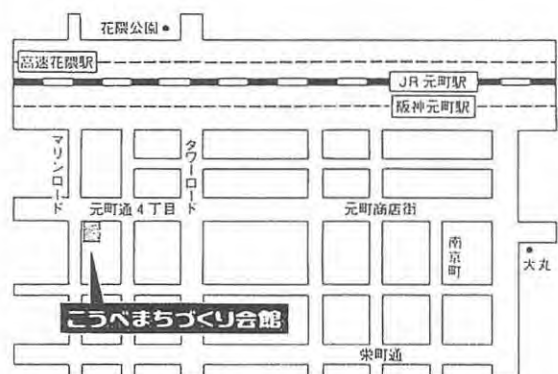 花隈公園
高速花隈駅
JR元町駅
阪神元町駅
マリンロード
タワーロード
元町通4丁目
元町商店街
南京町
大丸
こうべまちづくり会館
栄町通